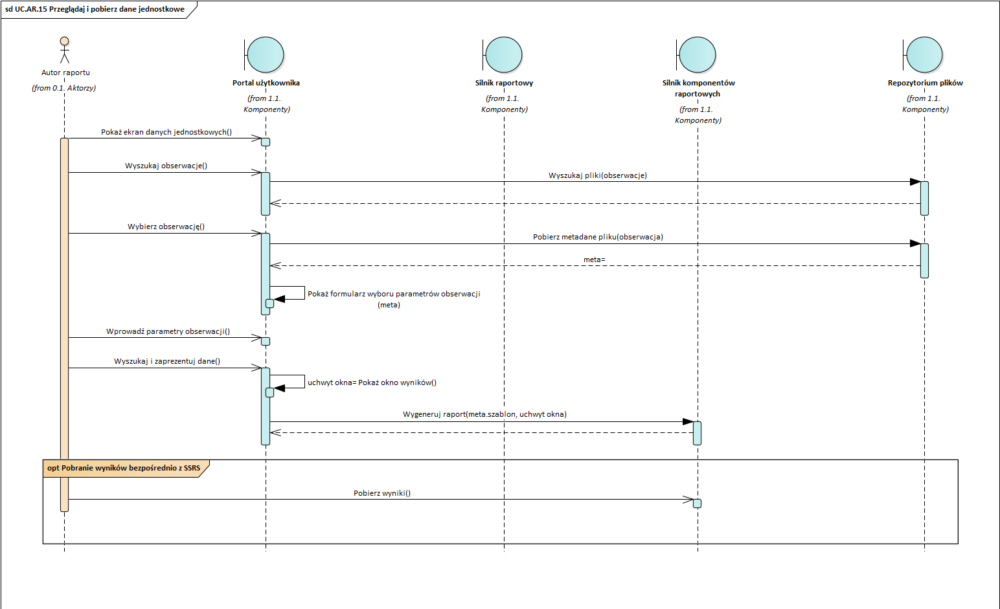 sd UC.AR.15 Przeglądaj i pobierz dane jednostkowe
Autor raportu
(from 0.1. Aktorzy)
Portal użytkownika
(from 1.1.
Komponenty)
Silnik raportowy
(from 1.1.
Komponenty)
Silnik komponentów
raportowych
(from 1.1.
Komponenty)
Repozytorium plików
(from 1.1.
Komponenty)
Pokaż ekran danych jednostkowych()
Wyszukaj obserwacje()
Wyszukaj pliki(obserwacje)
Wybierz obserwację()
Pobierz metadane pliku(obserwacja)
meta=
Pokaż formularz wyboru parametrów obserwacji
(meta)
Wprowadź parametry obserwacji()
Wyszukaj i zaprezentuj dane()
uchwyt okna= Pokaż okno wyników()
Wygeneruj raport(meta.szablon, uchwyt okna)
opt Pobranie wyników bezpośrednio z SSRS
Pobierz wyniki()